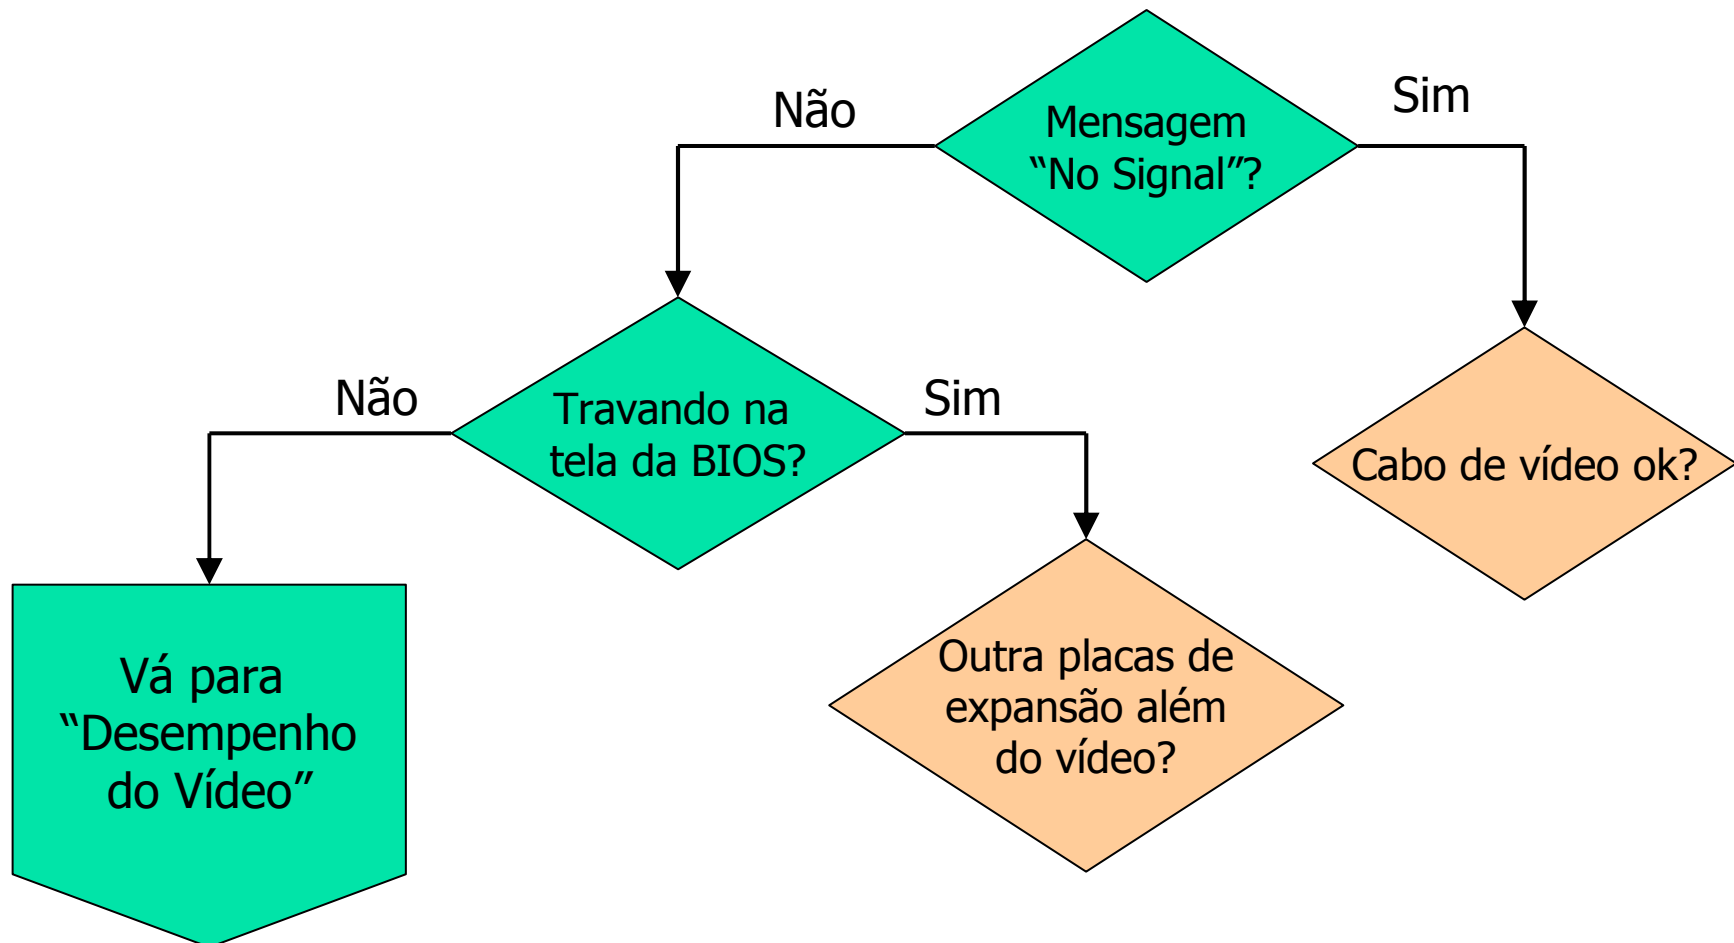 Não
Sim
Mensagem
“No Signal”?
Não
Sim
Travando na
tela da BIOS?
Cabo de vídeo ok?
Vá para
“Desempenho
do Vídeo”
Outra placas de
expansão além
do vídeo?